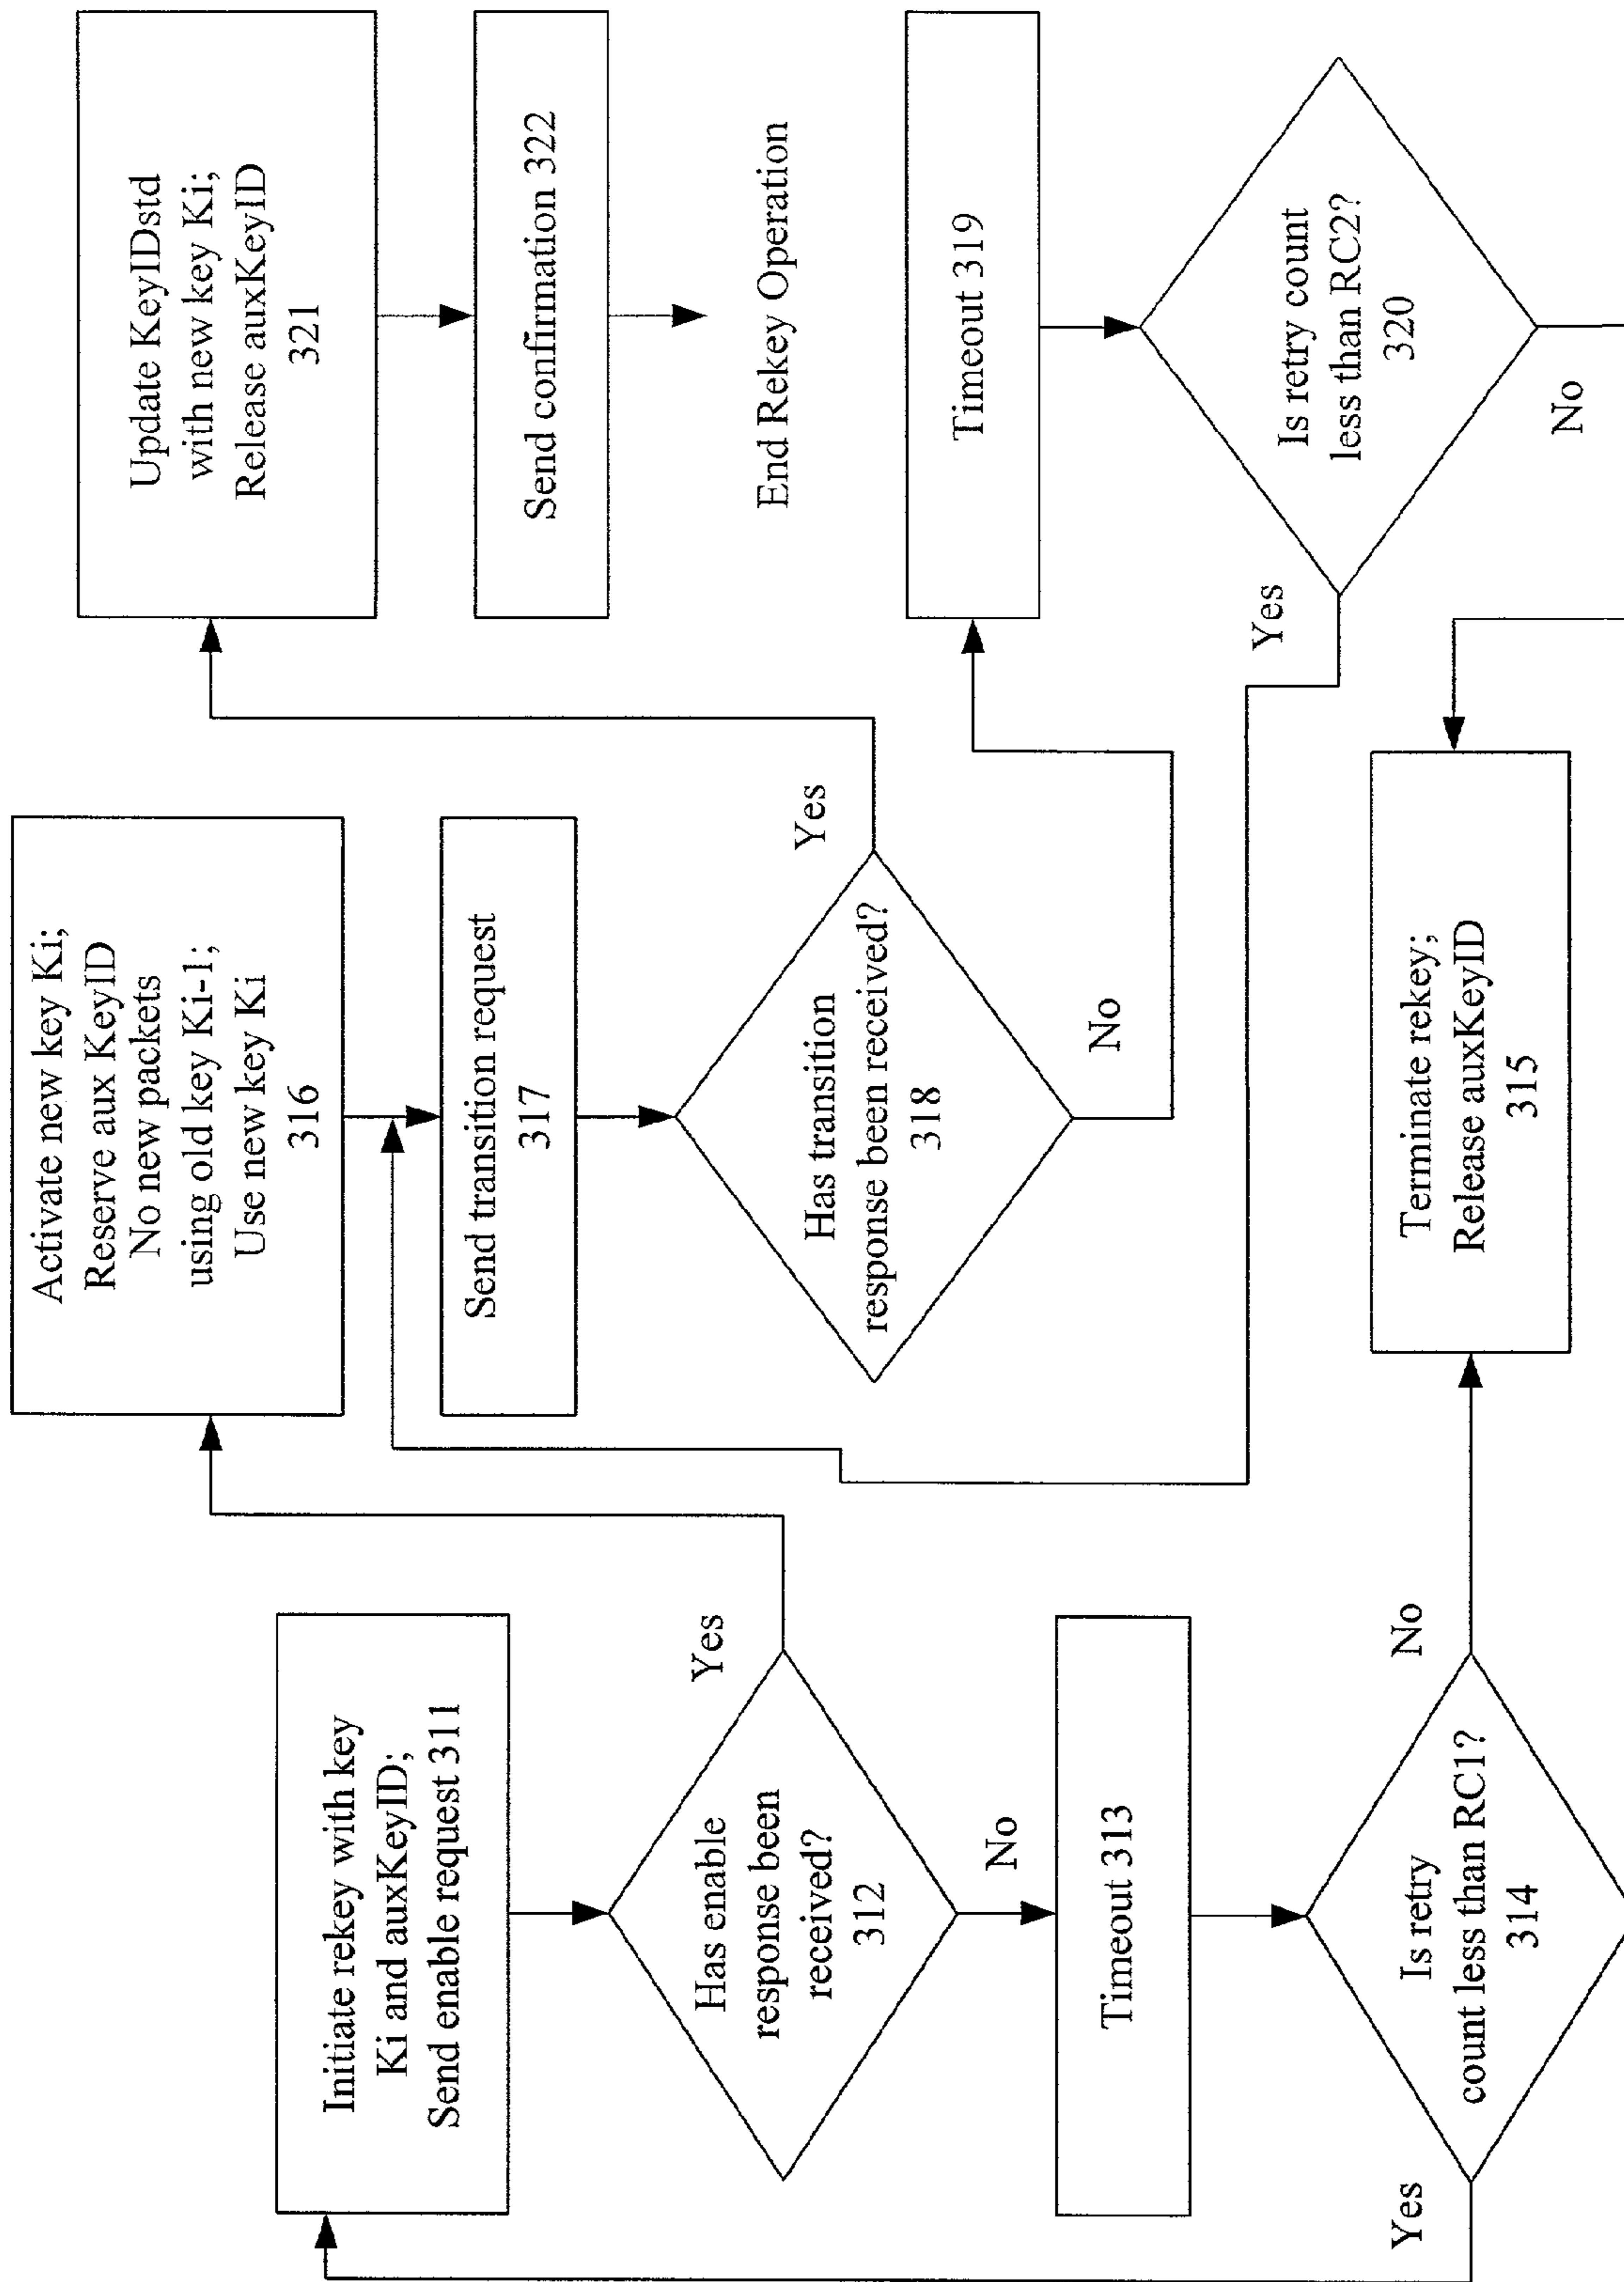 Initiate rekey with key
Ki and auxKeyID;
Send enable request 311
Has enable
response been
received?
312
Yes
No
Timeout 313
Is retry
count less than RC1?
314
Yes
No
Activate new key Ki;
Reserve aux KeyID
No new packets
using old key Ki-1;
Use new key Ki
316
Send transition request
317
Has transition
response been received?
318
Yes
No
Terminate rekey;
Release auxKeyID
315
Update KeyIDstd
with new key Ki;
Release auxKeyID
321
Send confirmation 322
End Rekey Operation
Timeout 319
Is retry count
less than RC2?
320
Yes
No